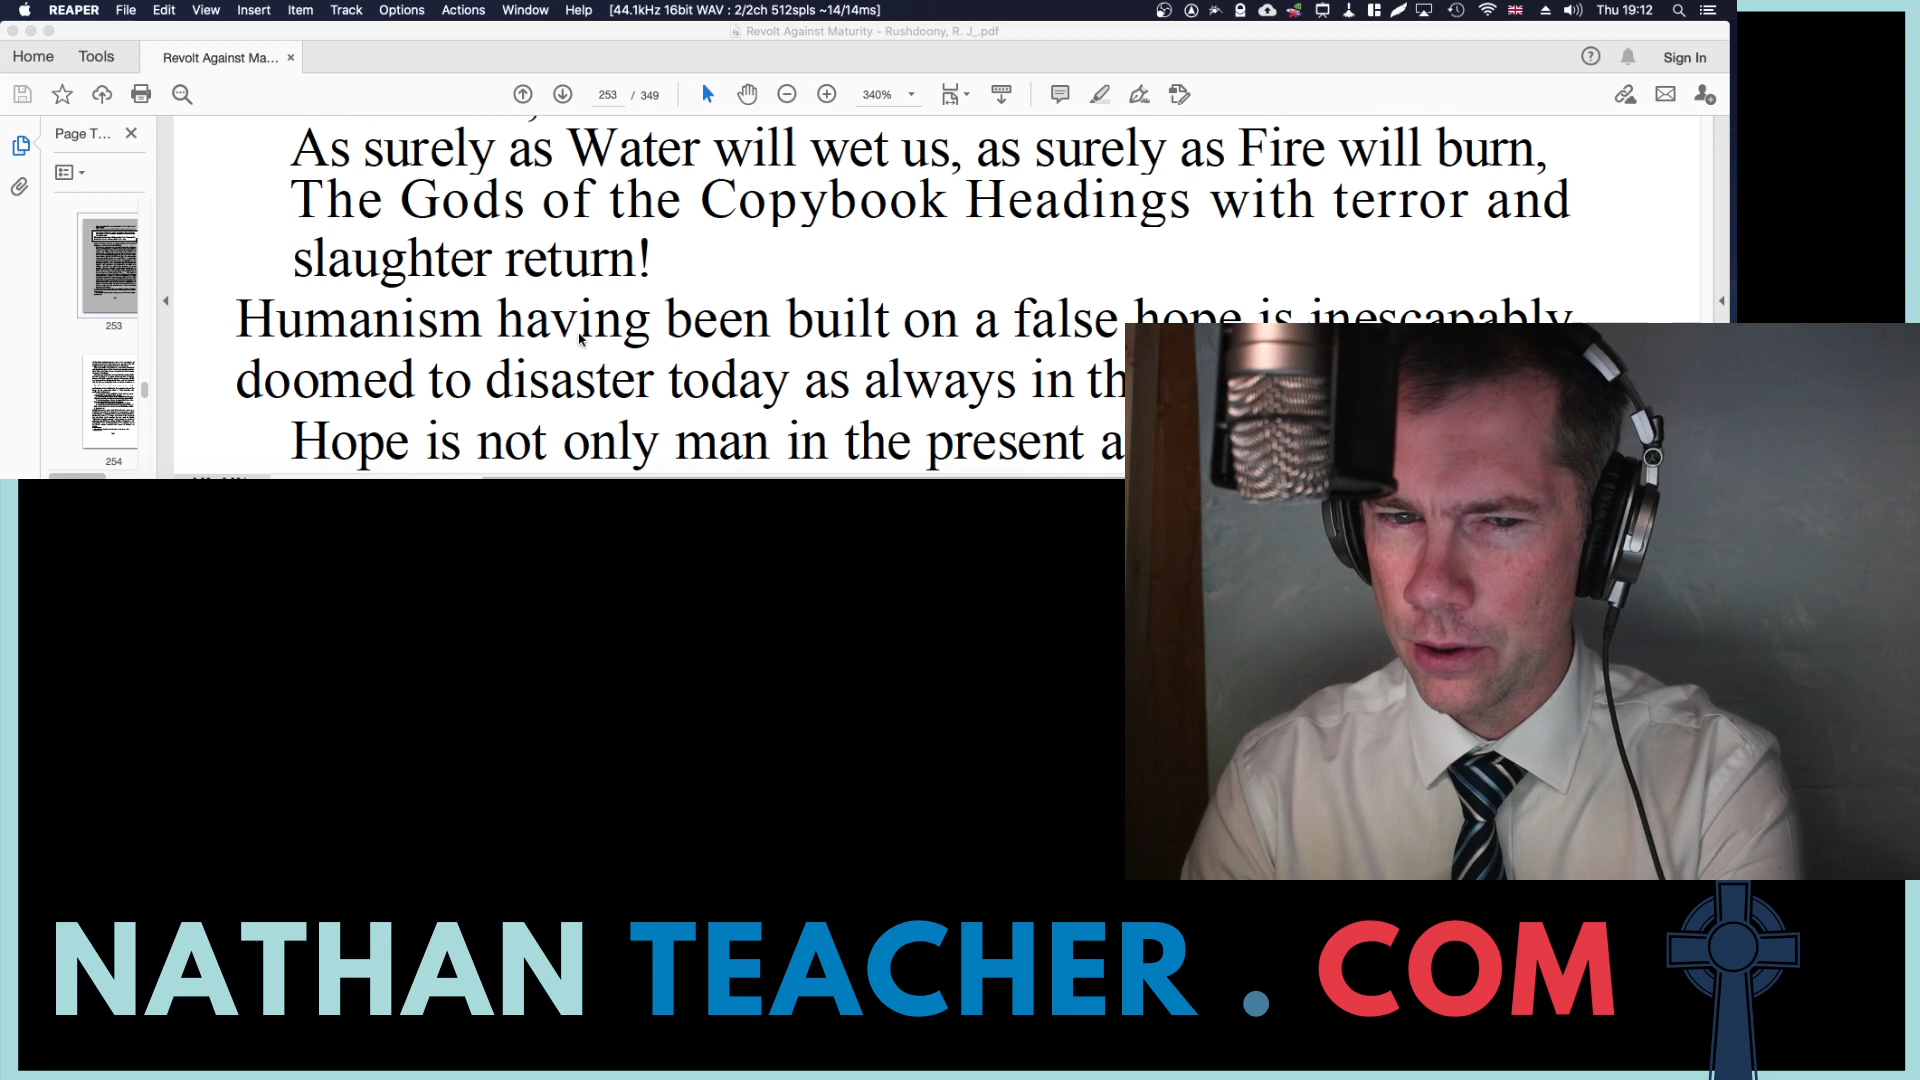 REAPER File Edit View Insert Item Track Options Actions Window Help [44.1kHz 16bit WAV : 2/2ch 512spls ~14/14ms] Thu 19:12
Revolt Against Maturity - Rushdoony, R. J_.pdf
Home Tools Revolt Against Ma... × Sign In
253 / 349 340%
Page T...
As surely as Water will wet us, as surely as Fire will burn,
The Gods of the Copybook Headings with terror and
slaughter return!
Humanism having been built on a false hope is inescapably
doomed to disaster today as always in
Hope is not only man in the present
253
254
NATHAN TEACHER . COM